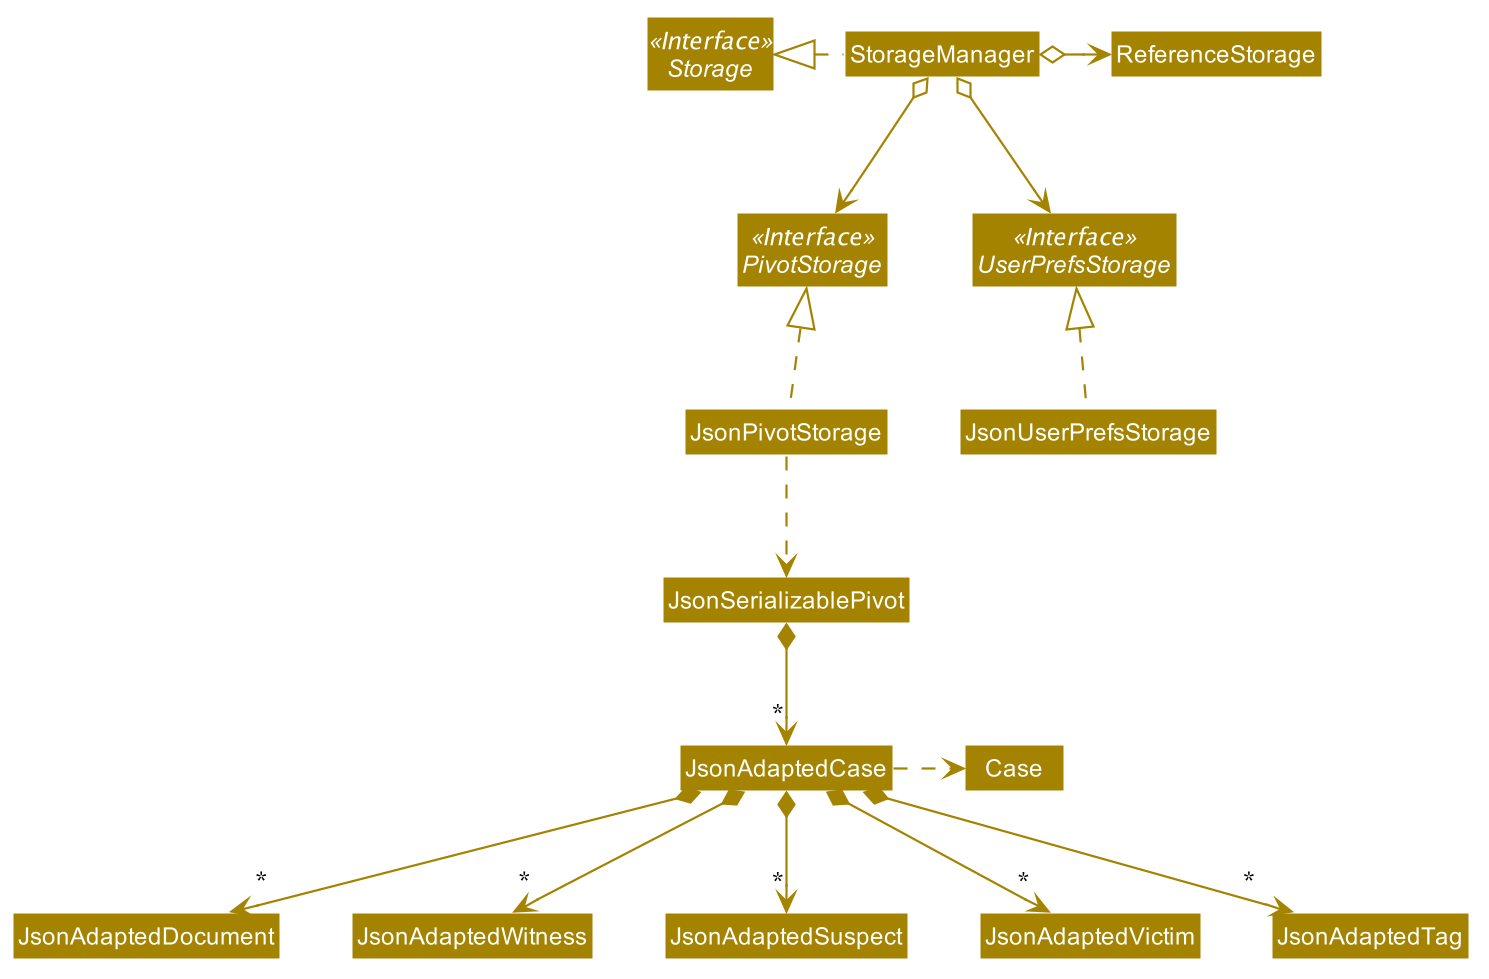 «Interface»
Storage
StorageManager
ReferenceStorage
«Interface»
PivotStorage
«Interface»
UserPrefsStorage
JsonPivotStorage
JsonUserPrefsStorage
JsonSerializablePivot
*
JsonAdaptedCase
Case
*
*
*
*
*
JsonAdaptedDocument
JsonAdaptedWitness
JsonAdaptedSuspect
JsonAdaptedVictim
JsonAdaptedTag